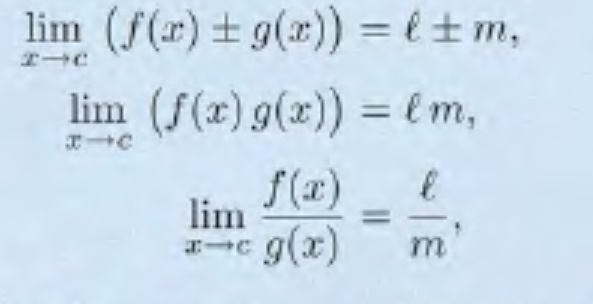 lim_{x→c} (f(x) ± g(x)) = ℓ ± m,
lim_{x→c} (f(x) g(x)) = ℓ m,
lim_{x→c} f(x)/g(x) = ℓ/m,